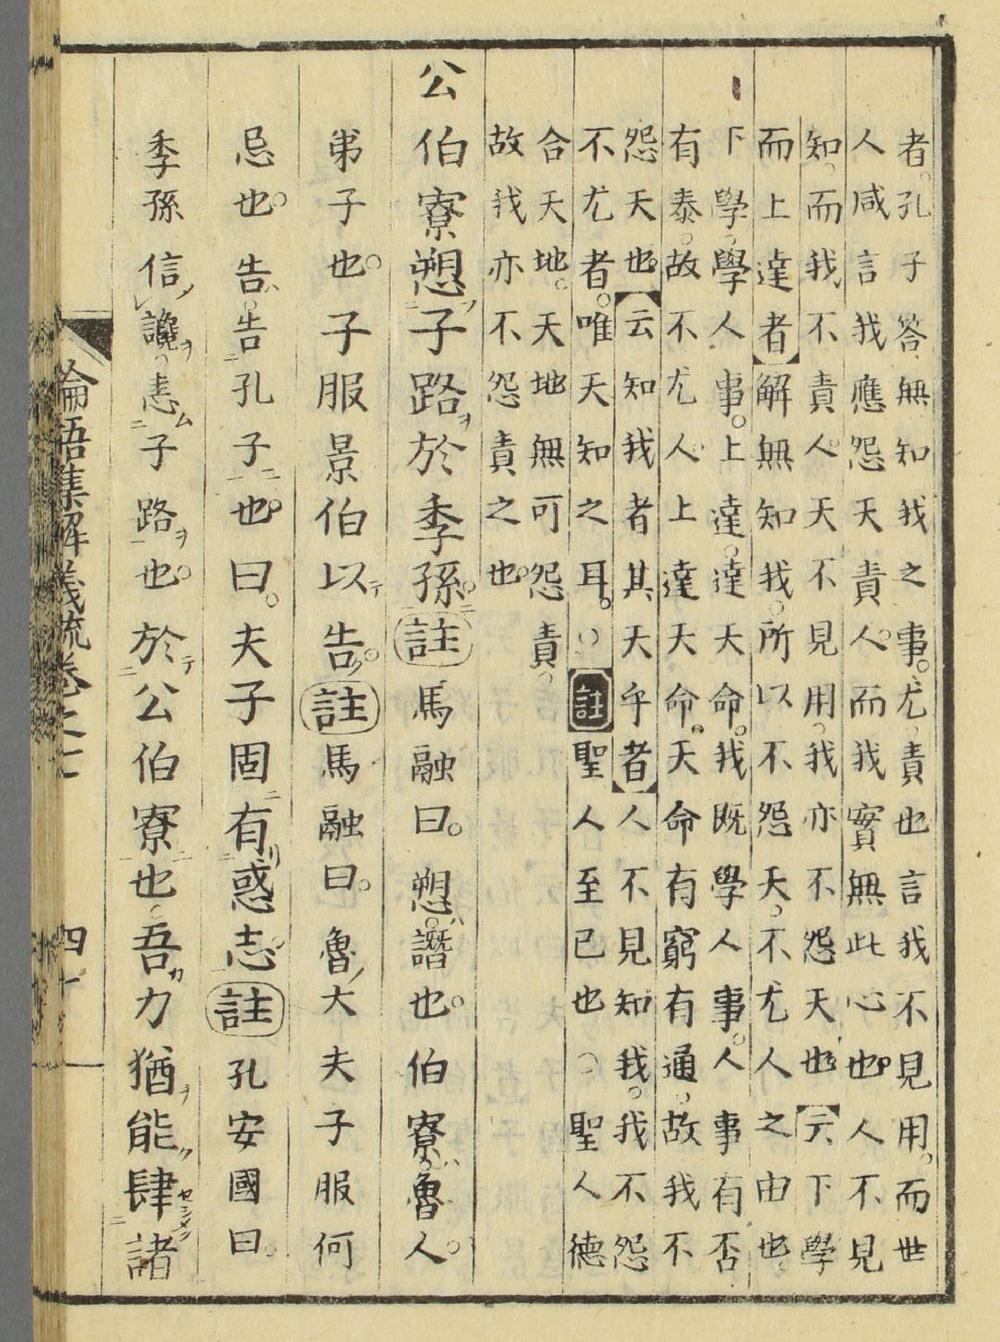 者。孔子答無知我之事。尤責也言我不見用而世
人咸言我應怨天責人而我實無此心也人不見
知而我不責人天不見用我亦不怨天也云下學
而上達者解無知我所以不怨天不尤人之由也
下學學人事。上達達天命。我既學人事。人事有否
有泰故不尤人上達天命。天命有窮有通故我不
怨天也云知我者其天乎者人不見知我我不怨
不尤者。唯天知之耳。註聖人至已也○聖人德
合天地。天地無可怨責
故我亦不怨責之也
公伯寮愬子路於季孫註馬融曰。愬譖也。伯寮魯人。
弟子也。子服景伯以告。註馬融曰。魯大夫子服何
忌也。告告孔子也。曰。夫子固有惑志註孔安國曰。
季孫信讒恚子路也。於公伯寮也吾力猶能肆諸
論語集解義疏卷之七 四十